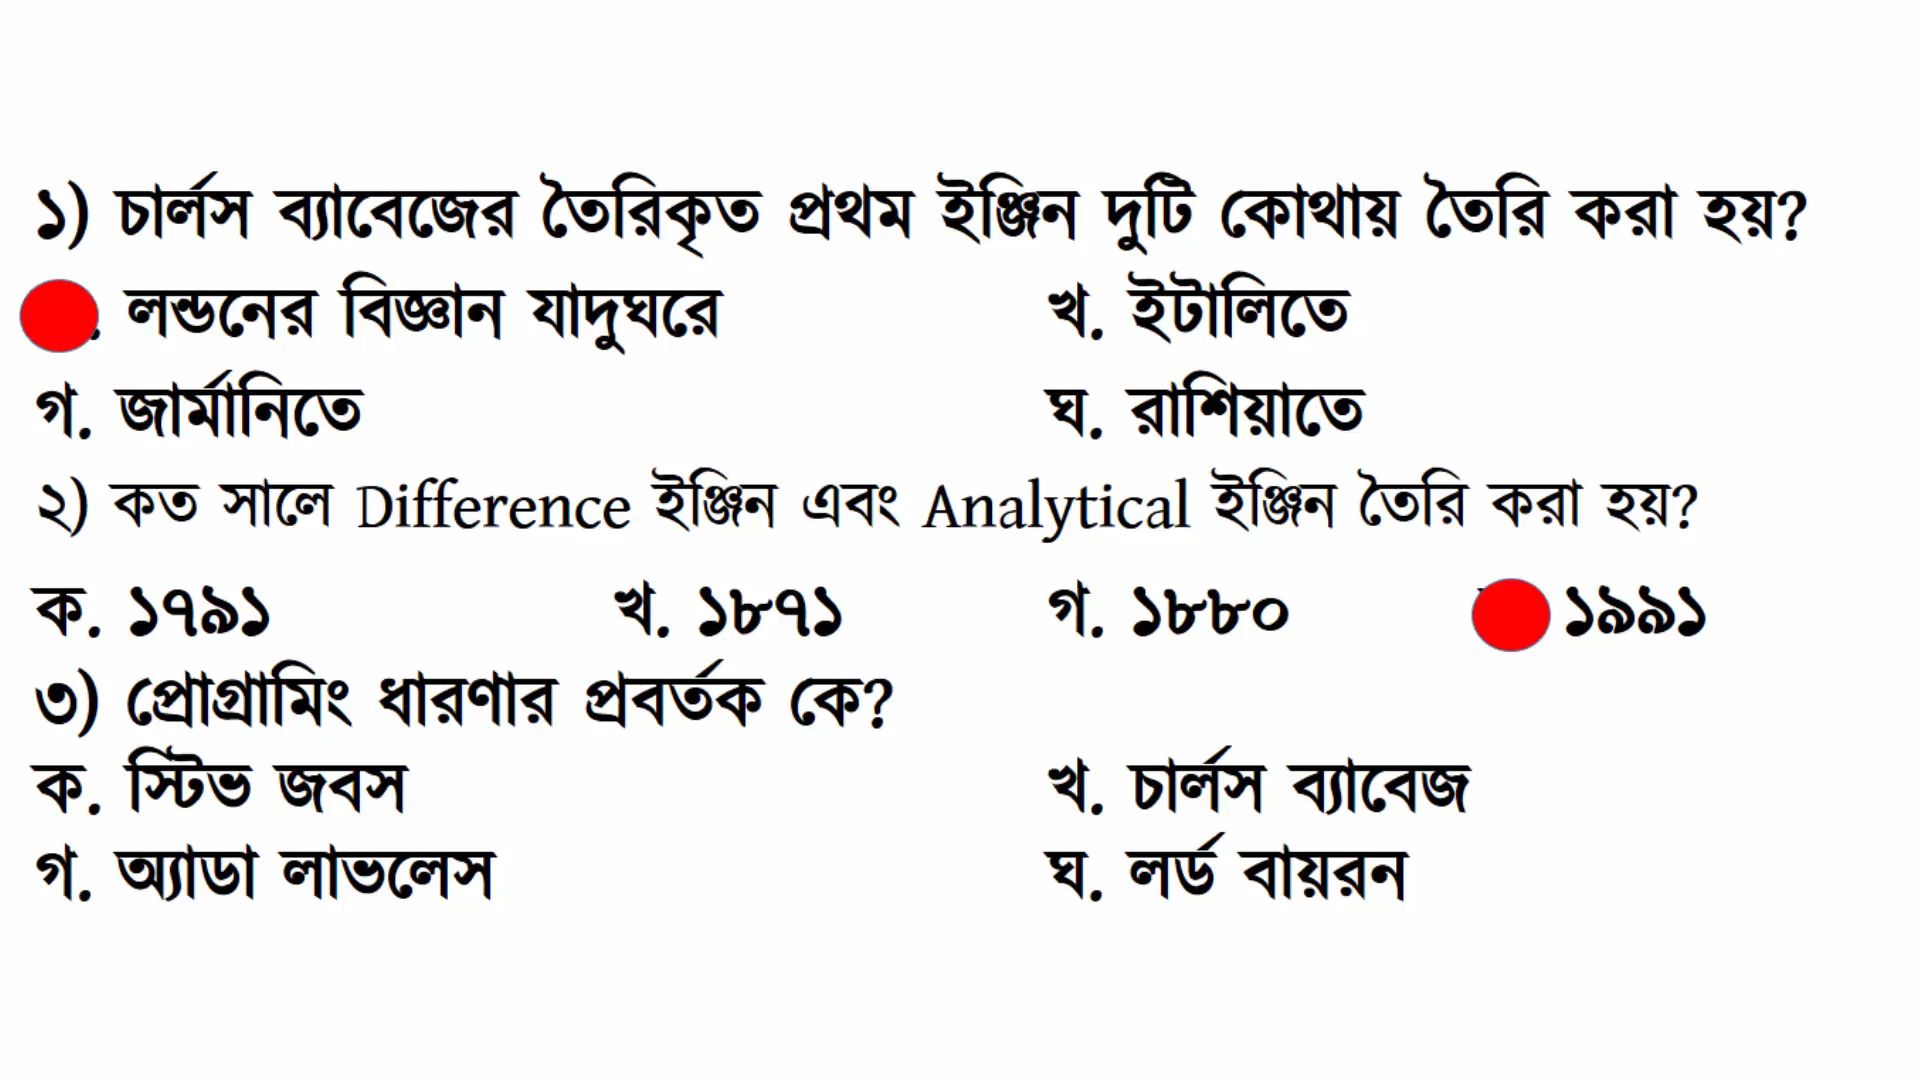 ১) চার্লস ব্যাবেজের তৈরিকৃত প্রথম ইঞ্জিন দুটি কোথায় তৈরি করা হয়?
. লন্ডনের বিজ্ঞান যাদুঘরে খ. ইটালিতে
গ. জার্মানিতে ঘ. রাশিয়াতে
২) কত সালে Difference ইঞ্জিন এবং Analytical ইঞ্জিন তৈরি করা হয়?
ক. ১৭৯১ খ. ১৮৭১ গ. ১৮৮০ ১৯৯১
৩) প্রোগ্রামিং ধারণার প্রবর্তক কে?
ক. স্টিভ জবস খ. চার্লস ব্যাবেজ
গ. অ্যাডা লাভলেস ঘ. লর্ড বায়রন